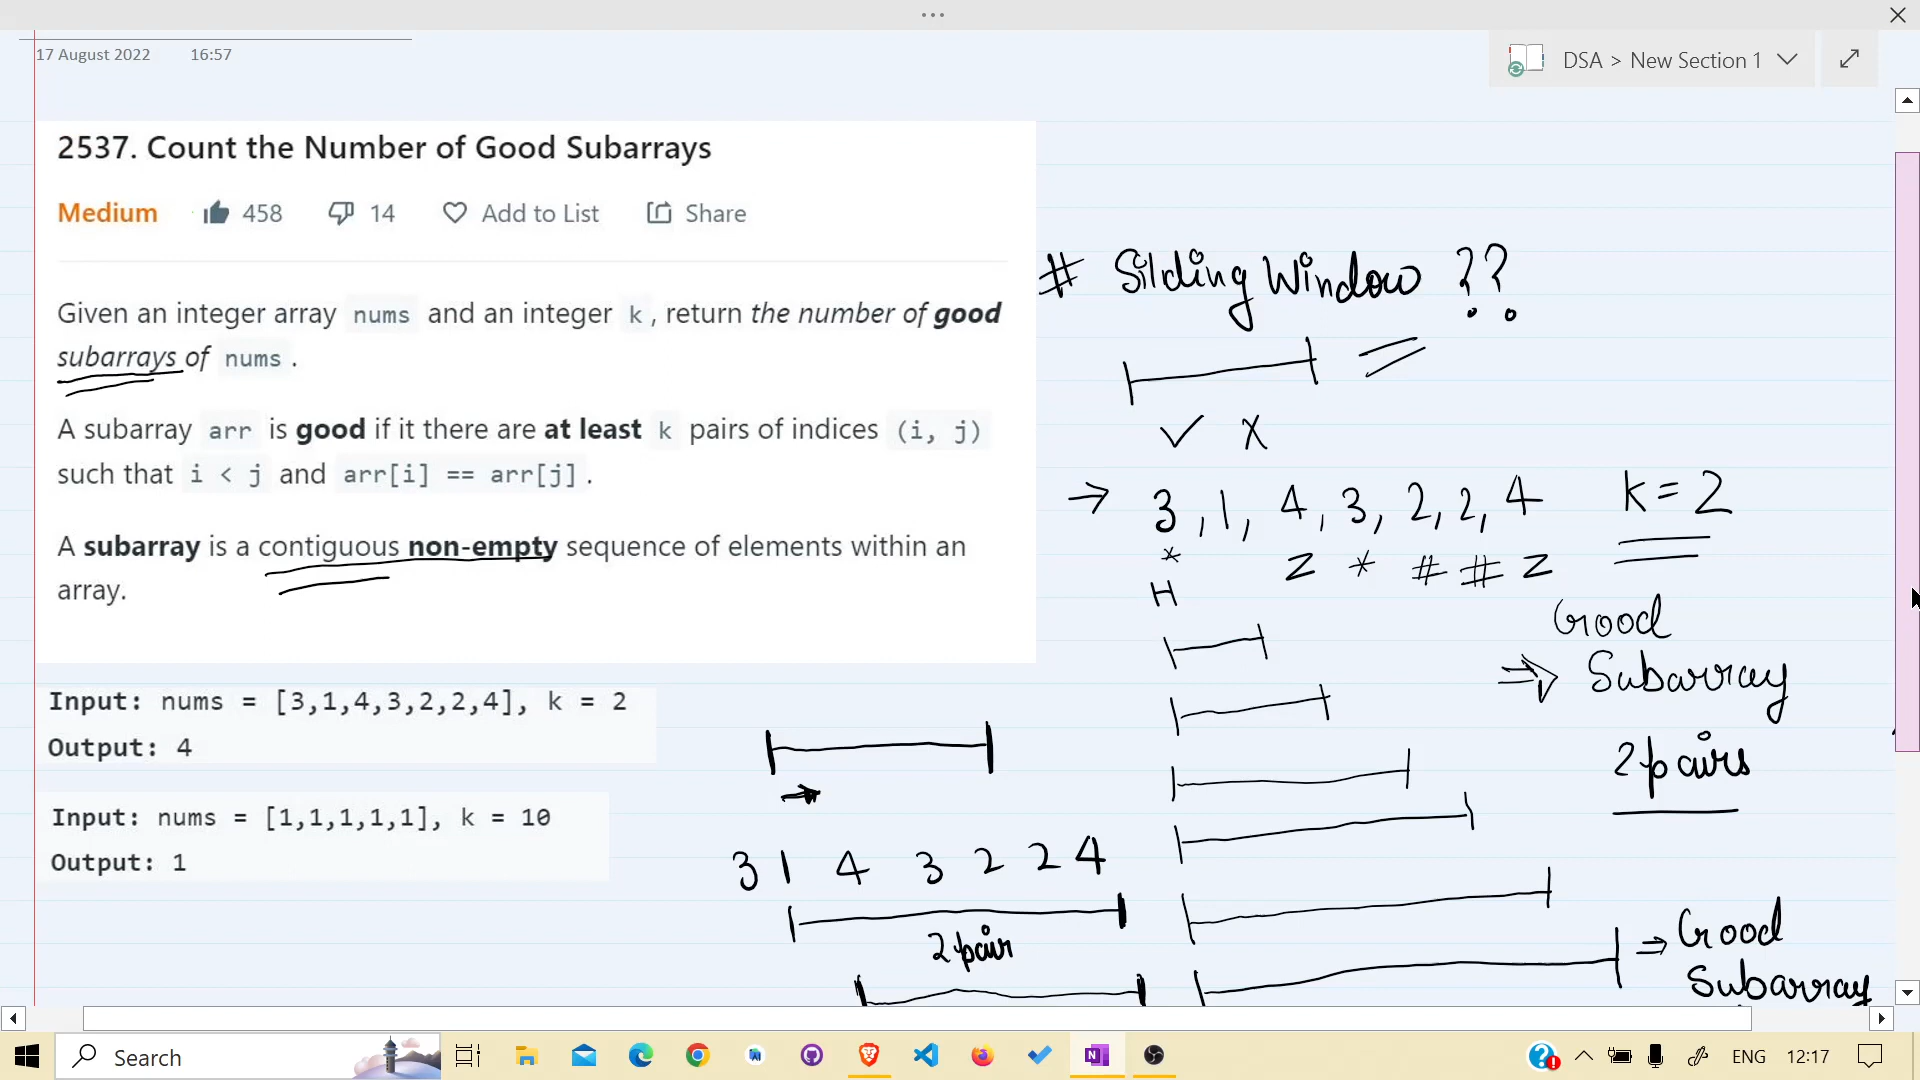 17 August 2022 16:57
DSA > New Section 1
2537. Count the Number of Good Subarrays
Medium 458 14 Add to List Share
Given an integer array nums and an integer k, return the number of good
subarrays of nums.
A subarray arr is good if it there are at least k pairs of indices (i, j)
such that i < j and arr[i] == arr[j].
A subarray is a contiguous non-empty sequence of elements within an
array.
Input: nums = [3,1,4,3,2,2,4], k = 2
Output: 4
Input: nums = [1,1,1,1,1], k = 10
Output: 1
# Silding Window ??
✓ X
→ 3, 1, 4, 3, 2, 2, 4 k = 2
* z * # # z
Good
⇒ Subarray
2 pairs
3 1 4 3 2 2 4
2 pair
⇒ Good
Subarray
Search
ENG 12:17